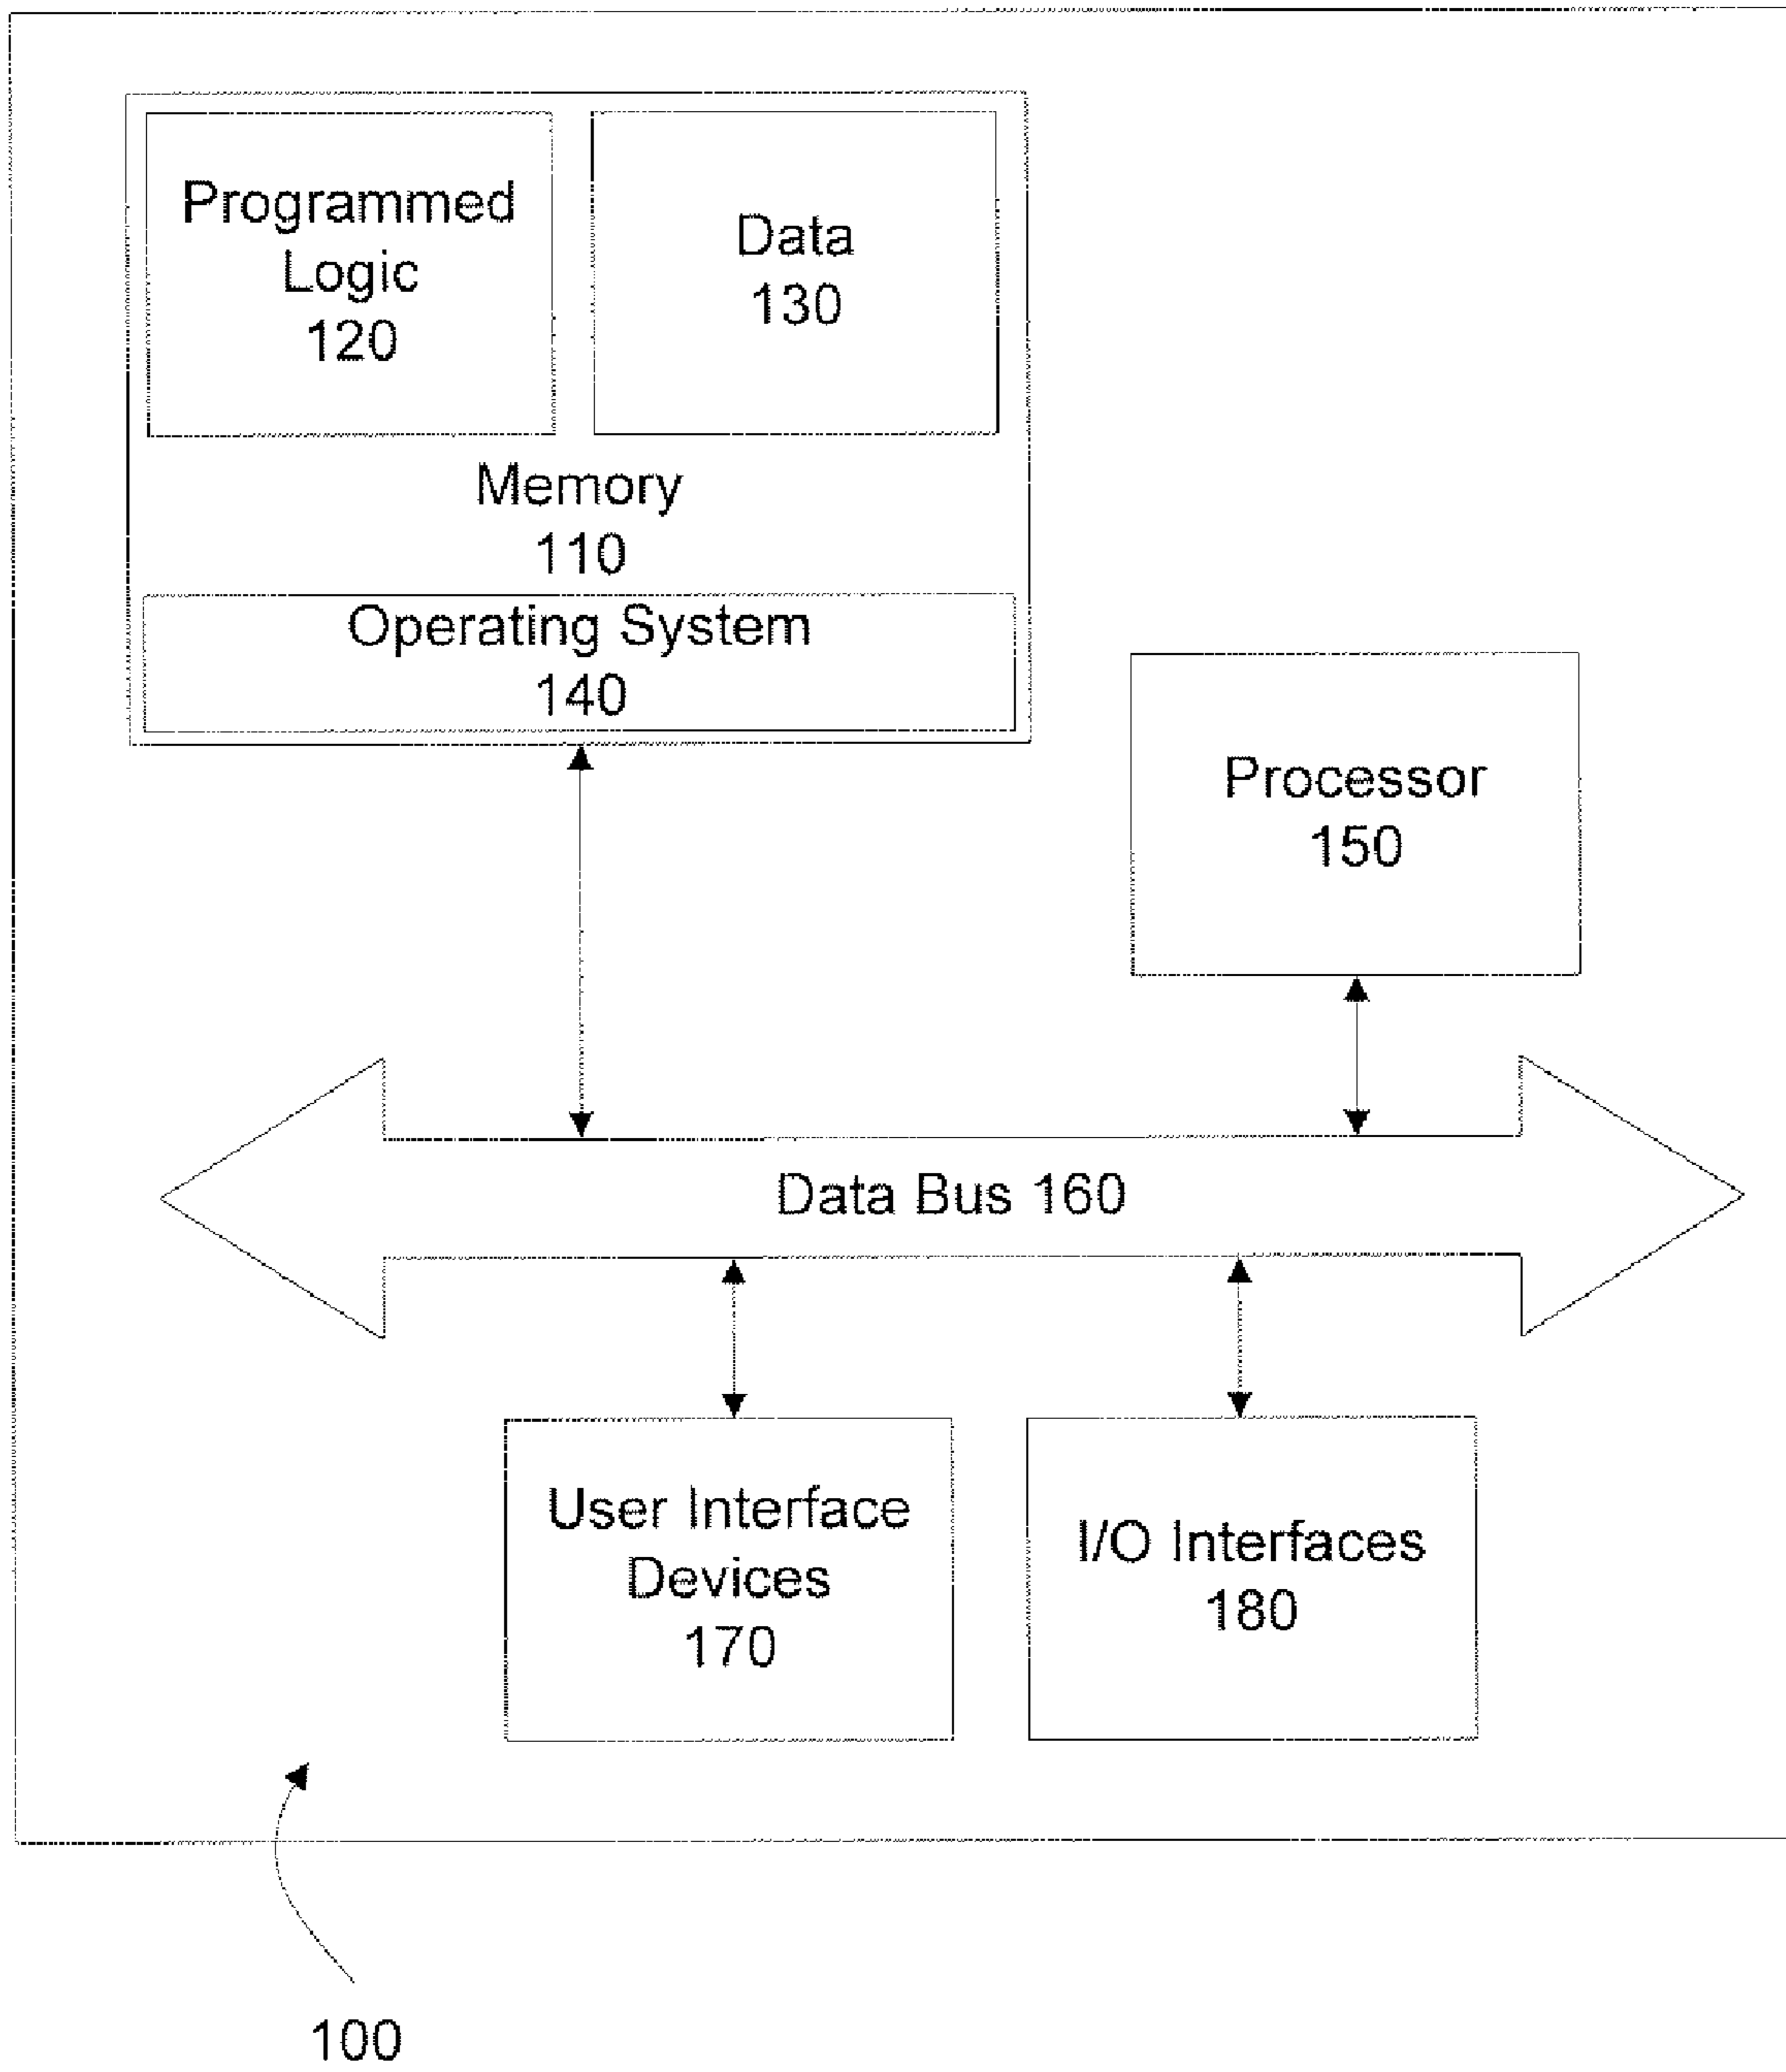 Programmed
Logic
120
Data
130
Memory
110
Operating System
140
Processor
150
Data Bus 160
User Interface
Devices
170
I/O Interfaces
180
100